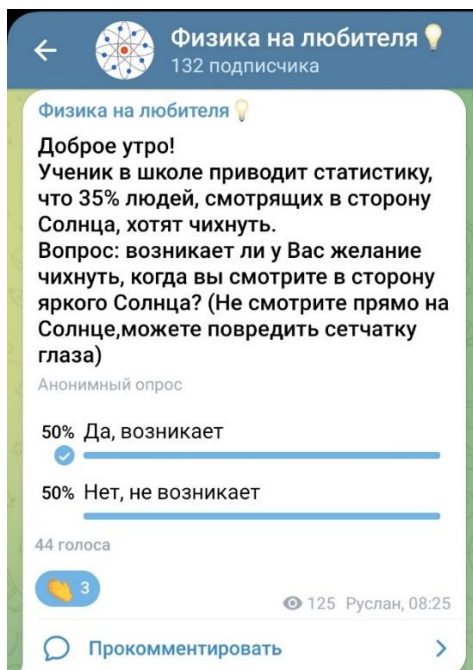 Физика на любителя💡
132 подписчика
Физика на любителя💡
Доброе утро!
Ученик в школе приводит статистику,
что 35% людей, смотрящих в сторону
Солнца, хотят чихнуть.
Вопрос: возникает ли у Вас желание
чихнуть, когда вы смотрите в сторону
яркого Солнца? (Не смотрите прямо на
Солнце,можете повредить сетчатку
глаза)
Анонимный опрос
50% Да, возникает
50% Нет, не возникает
44 голоса
👏 3
125 Руслан, 08:25
Прокомментировать